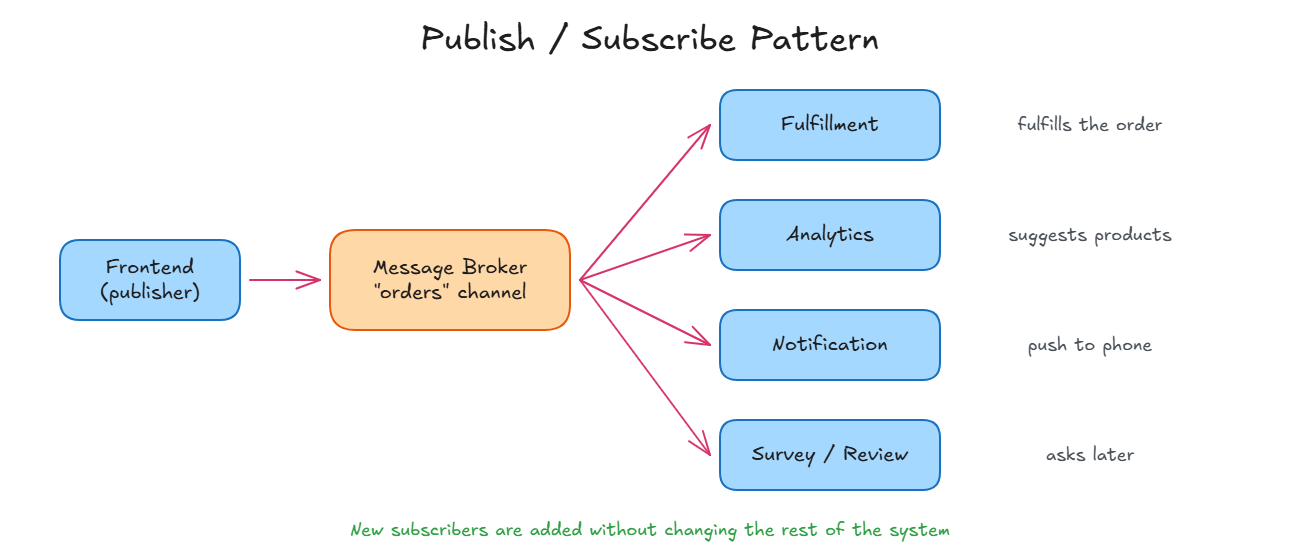 Publish / Subscribe Pattern
Fulfillment
fulfills the order
Analytics
suggests products
Frontend
(publisher)
Message Broker
"orders" channel
Notification
push to phone
Survey / Review
asks later
New subscribers are added without changing the rest of the system